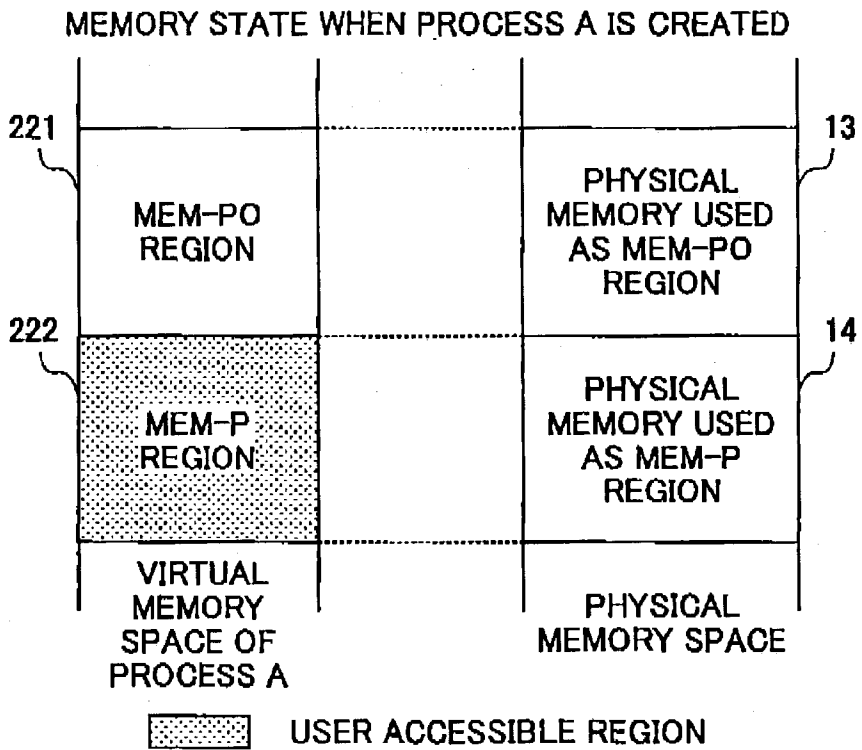 MEMORY STATE WHEN PROCESS A IS CREATED
221
13
MEM-PO
REGION
PHYSICAL
MEMORY USED
AS MEM-PO
REGION
222
14
MEM-P
REGION
PHYSICAL
MEMORY USED
AS MEM-P
REGION
VIRTUAL
MEMORY
SPACE OF
PROCESS A
PHYSICAL
MEMORY SPACE
USER ACCESSIBLE REGION